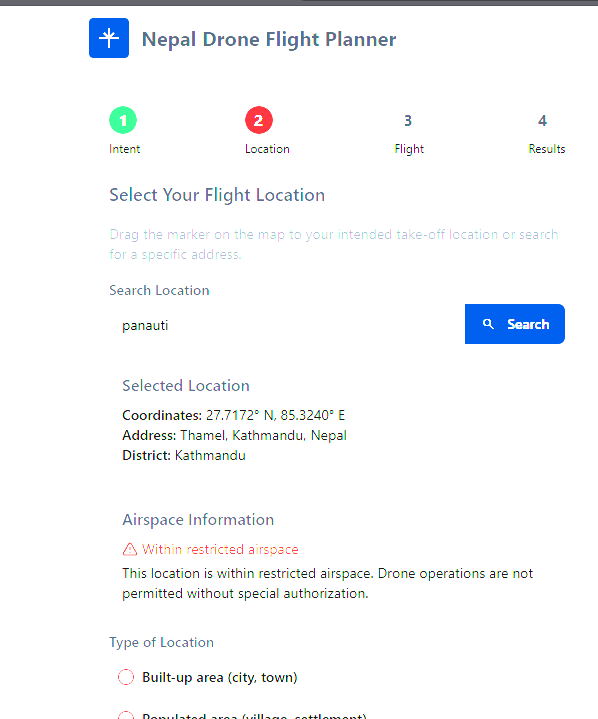 Nepal Drone Flight Planner
1 2 3 4
Intent Location Flight Results
Select Your Flight Location
Drag the marker on the map to your intended take-off location or search
for a specific address.
Search Location
panauti Search
Selected Location
Coordinates: 27.7172° N, 85.3240° E
Address: Thamel, Kathmandu, Nepal
District: Kathmandu
Airspace Information
Within restricted airspace
This location is within restricted airspace. Drone operations are not
permitted without special authorization.
Type of Location
Built-up area (city, town)
Populated area (village, settlement)